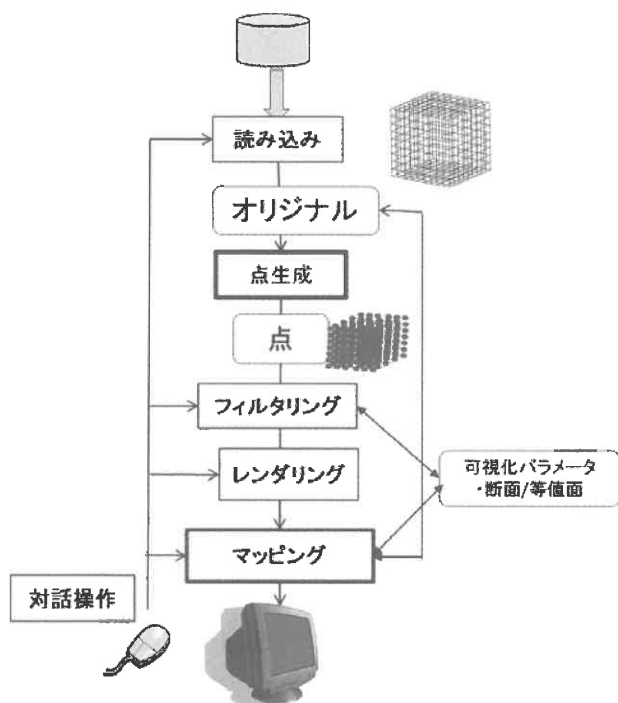 読み込み
オリジナル
点生成
点
フィルタリング
レンダリング
可視化パラメータ
・断面/等値面
マッピング
対話操作